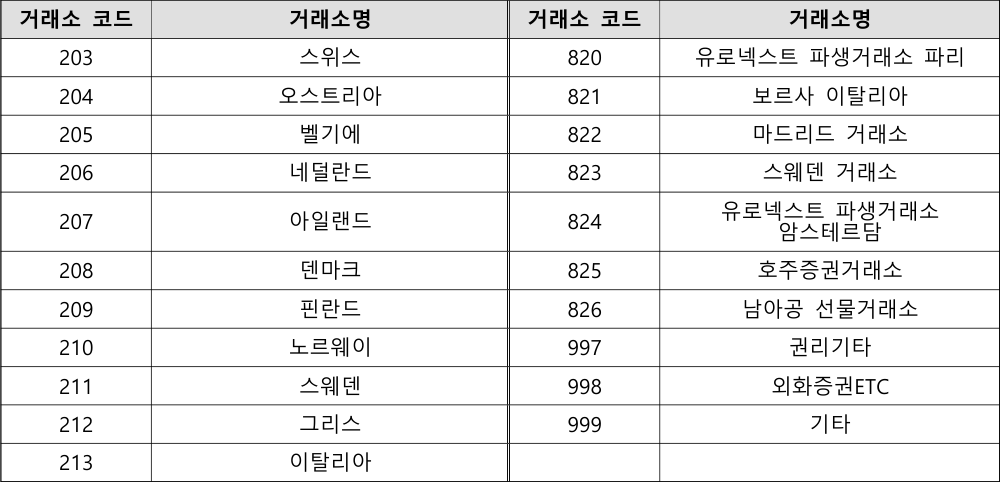 거래소 코드 거래소명 거래소 코드 거래소명
203 스위스 820 유로넥스트 파생거래소 파리
204 오스트리아 821 보르사 이탈리아
205 벨기에 822 마드리드 거래소
206 네덜란드 823 스웨덴 거래소
207 아일랜드 824 유로넥스트 파생거래소
암스테르담
208 덴마크 825 호주증권거래소
209 핀란드 826 남아공 선물거래소
210 노르웨이 997 권리기타
211 스웨덴 998 외화증권ETC
212 그리스 999 기타
213 이탈리아